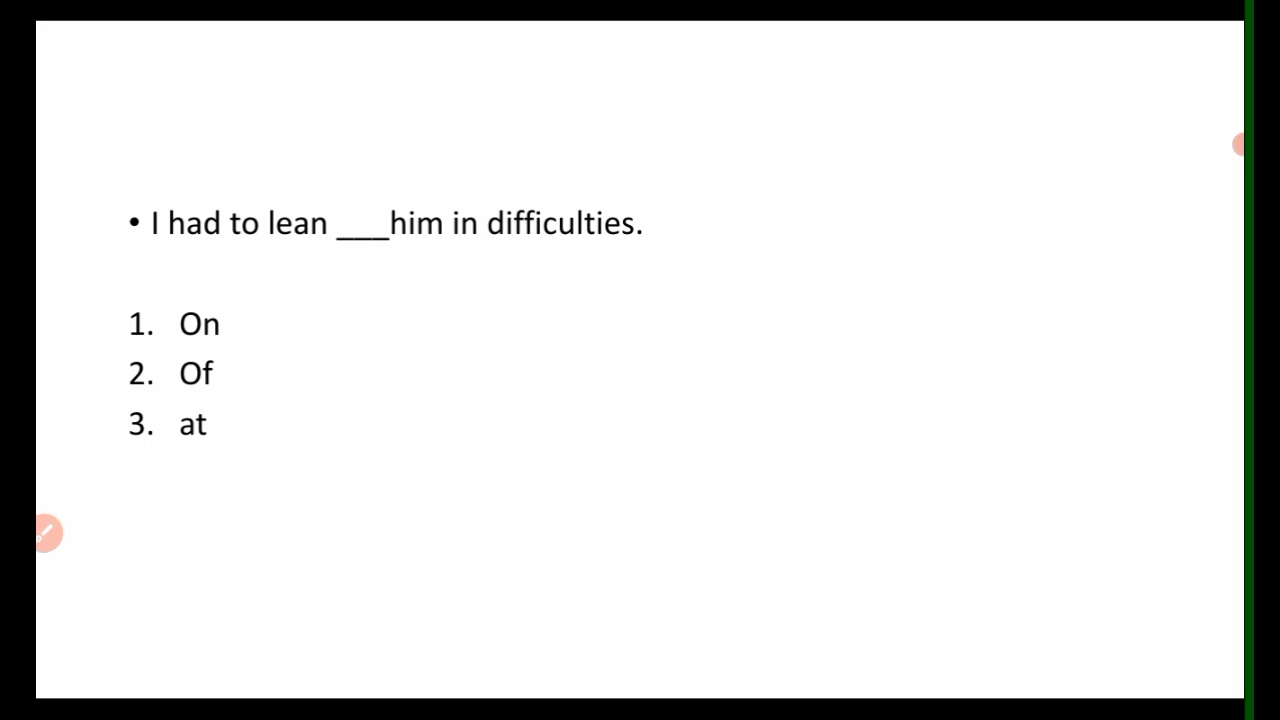 • I had to lean ___him in difficulties.
1. On
2. Of
3. at